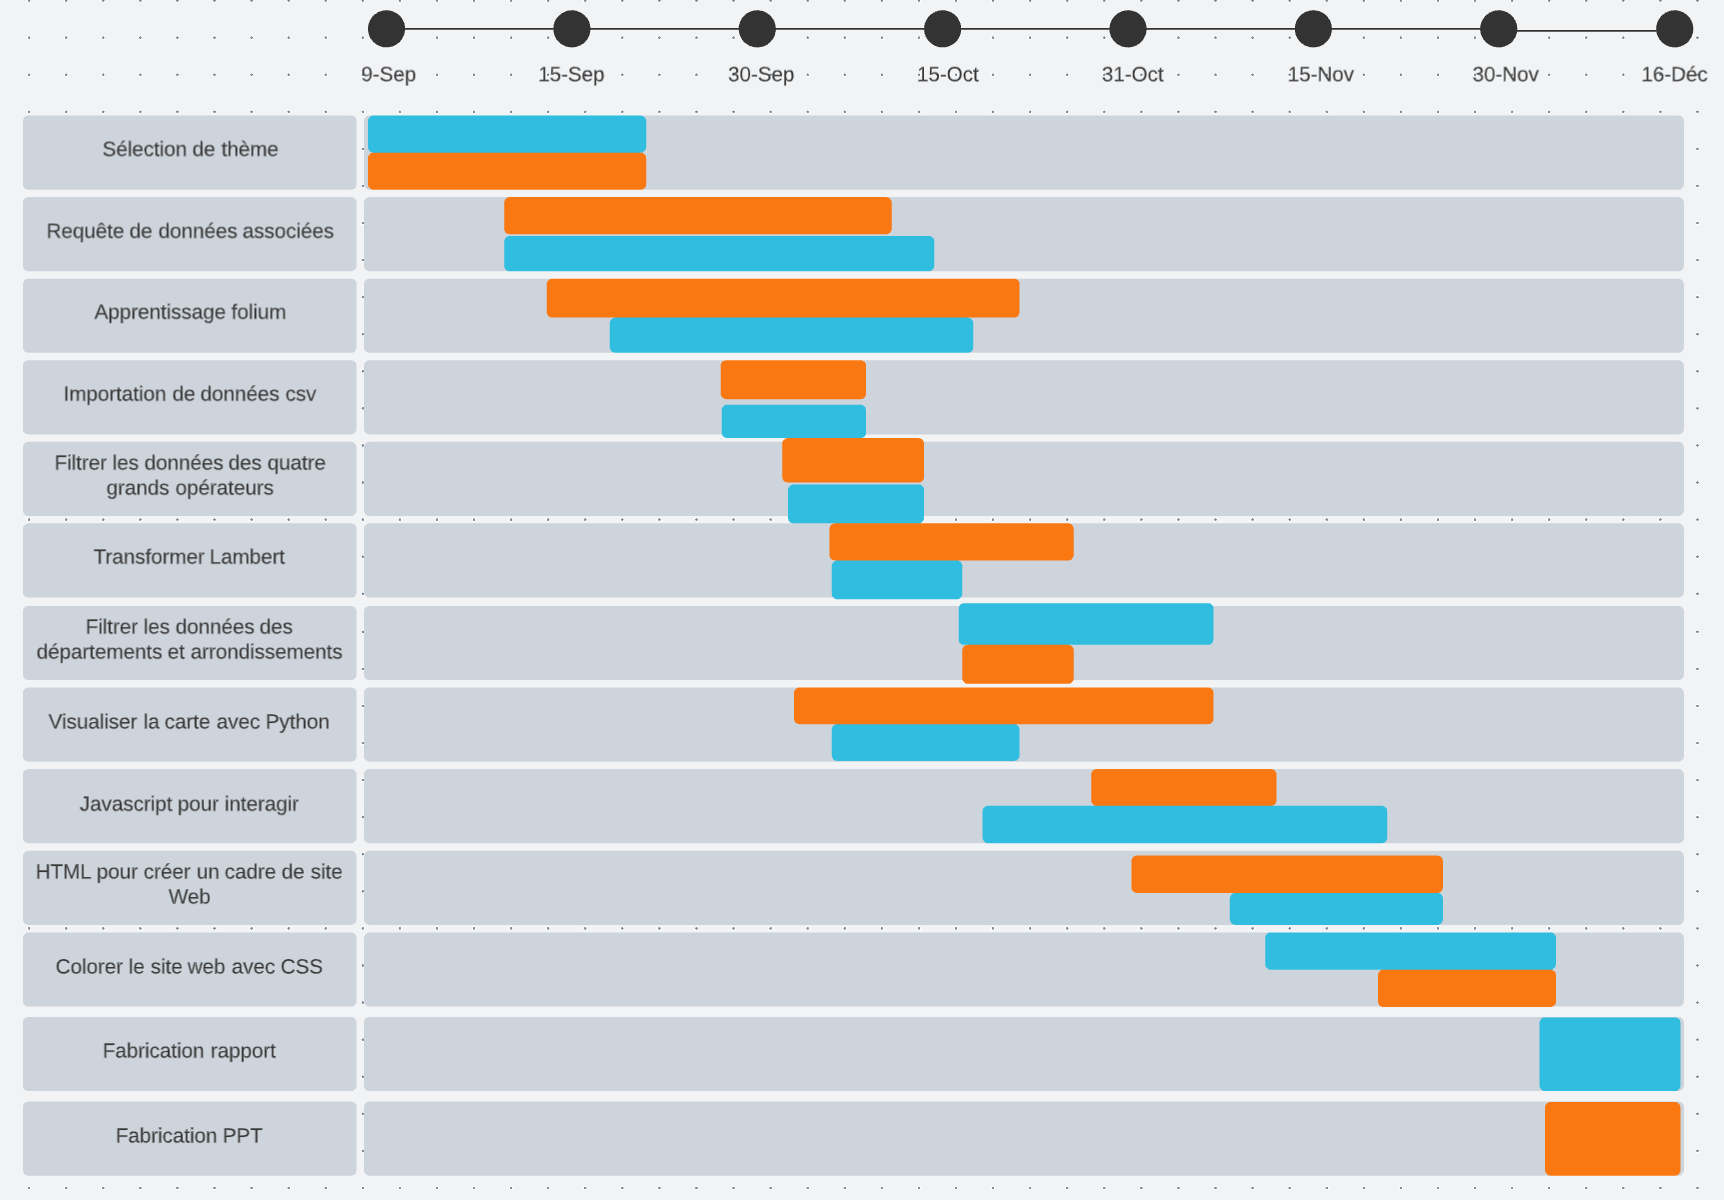 9-Sep 15-Sep 30-Sep 15-Oct 31-Oct 15-Nov 30-Nov 16-Déc
Sélection de thème
Requête de données associées
Apprentissage folium
Importation de données csv
Filtrer les données des quatre
grands opérateurs
Transformer Lambert
Filtrer les données des
départements et arrondissements
Visualiser la carte avec Python
Javascript pour interagir
HTML pour créer un cadre de site
Web
Colorer le site web avec CSS
Fabrication rapport
Fabrication PPT